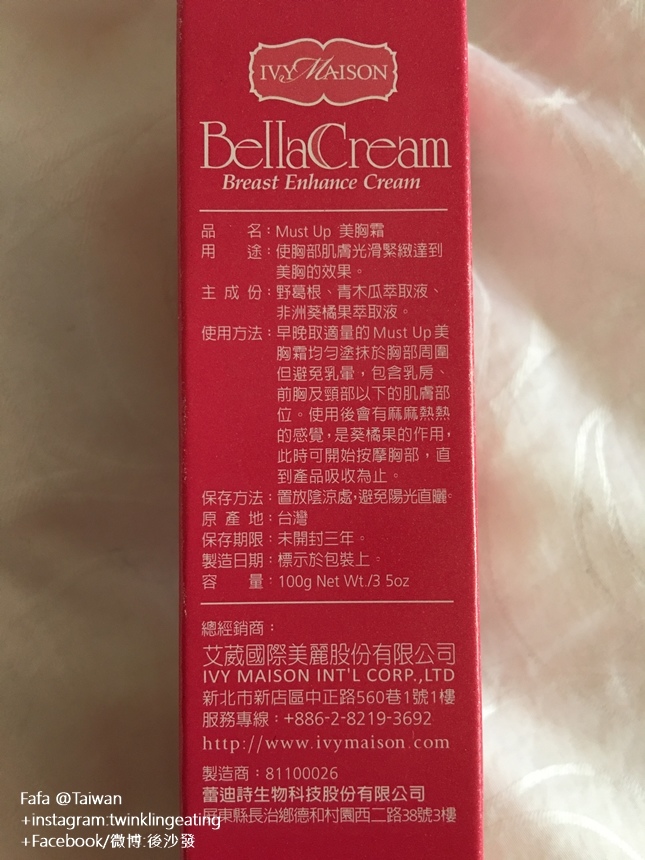 IVY MAISON
BellaCream
Breast Enhance Cream
品名：Must Up 美胸霜
用途：使胸部肌膚光滑緊緻達到
美胸的效果。
主成份：野葛根、青木瓜萃取液、
非洲葵橘果萃取液。
使用方法：早晚取適量的Must Up美
胸霜均勻塗抹於胸部周圍
但避免乳暈，包含乳房、
前胸及頸部以下的肌膚部
位。使用後會有麻麻熱熱
的感覺，是葵橘果的作用，
此時可開始按摩胸部，直
到產品吸收為止。
保存方法：置放陰涼處，避免陽光直曬。
原產地：台灣
保存期限：未開封三年。
製造日期：標示於包裝上。
容量：100g Net Wt./3 5oz
總經銷商：
艾葳國際美麗股份有限公司
IVY MAISON INT'L CORP.,LTD
新北市新店區中正路560巷1號1樓
服務專線：+886-2-8219-3692
http://www.ivymaison.com
製造商：81100026
蕾迪詩生物科技股份有限公司
屏東縣長治鄉德和村園西二路38號3樓
Fafa @Taiwan
+instagram:twinklingeating
+Facebook/微博:後沙發